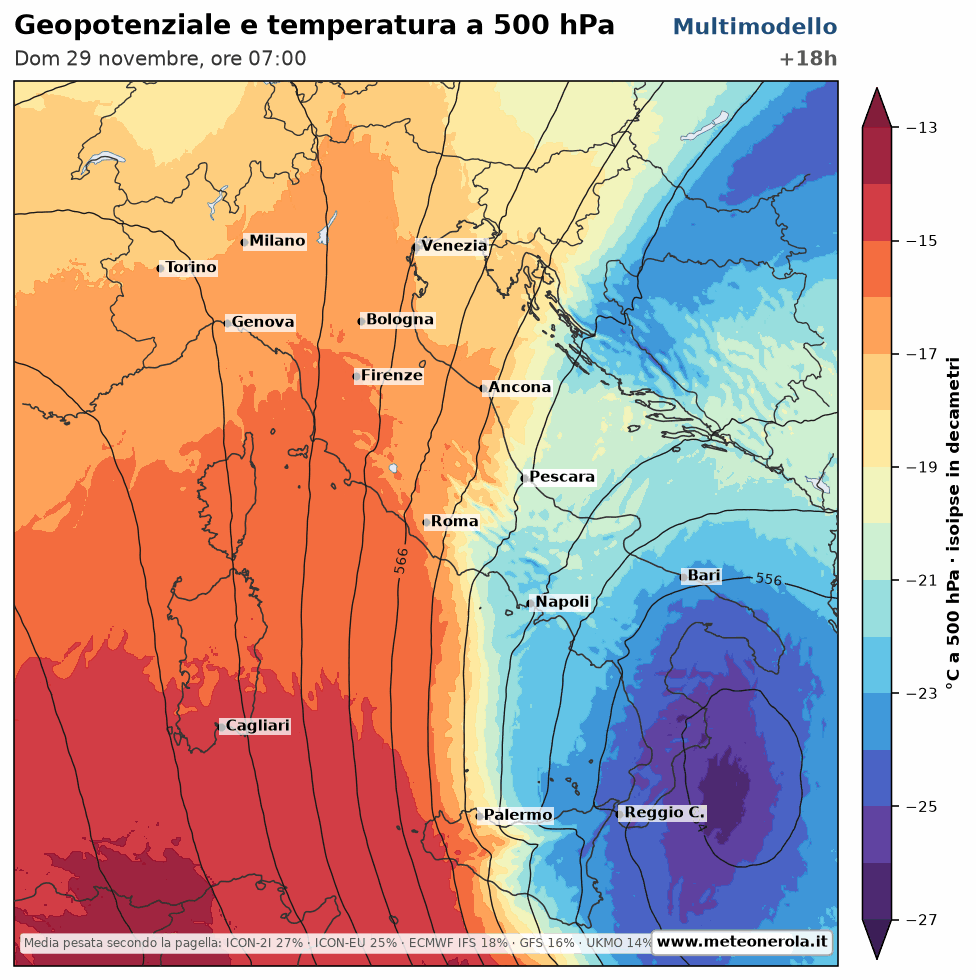 Geopotenziale e temperatura a 500 hPa
Multimodello
Dom 29 novembre, ore 07:00
+18h
Milano
Venezia
Torino
Genova
Bologna
Firenze
Ancona
Pescara
Roma
566
Bari
556
Napoli
Cagliari
Palermo
Reggio C.
−13
−15
−17
−19
−21
−23
−25
−27
°C a 500 hPa · isoipse in decametri
Media pesata secondo la pagella: ICON-2I 27% · ICON-EU 25% · ECMWF IFS 18% · GFS 16% · UKMO 14%
www.meteonerola.it